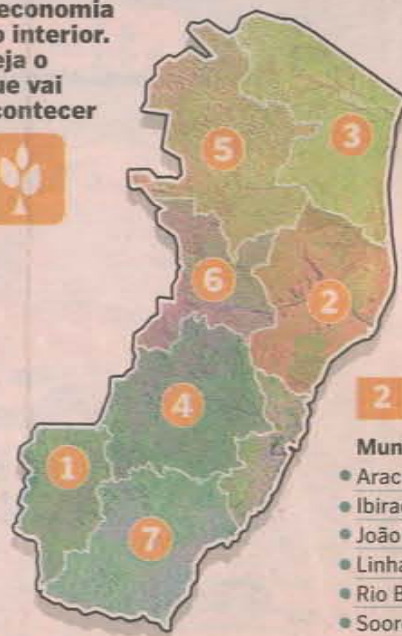 economia
o interior.
eja o
ue vai
contecer
3
5
6
2
4
1
7
2
Mun
Arac
Ibira
João
Linha
Rio B
Soor